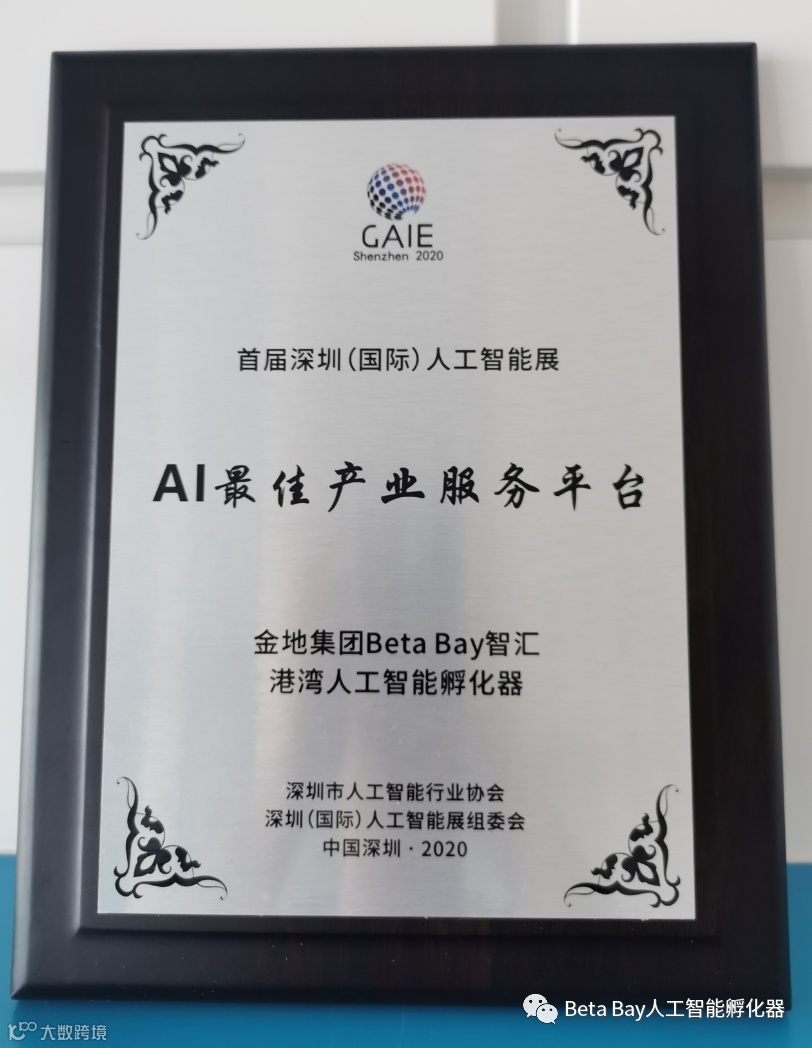 GAIE
Shenzhen 2020
首届深圳(国际)人工智能展
AI最佳产业服务平台
金地集团Beta Bay智汇
港湾人工智能孵化器
深圳市人工智能行业协会
深圳(国际)人工智能展组委会
中国深圳·2020
Beta Bay人工智能孵化器
大数跨境